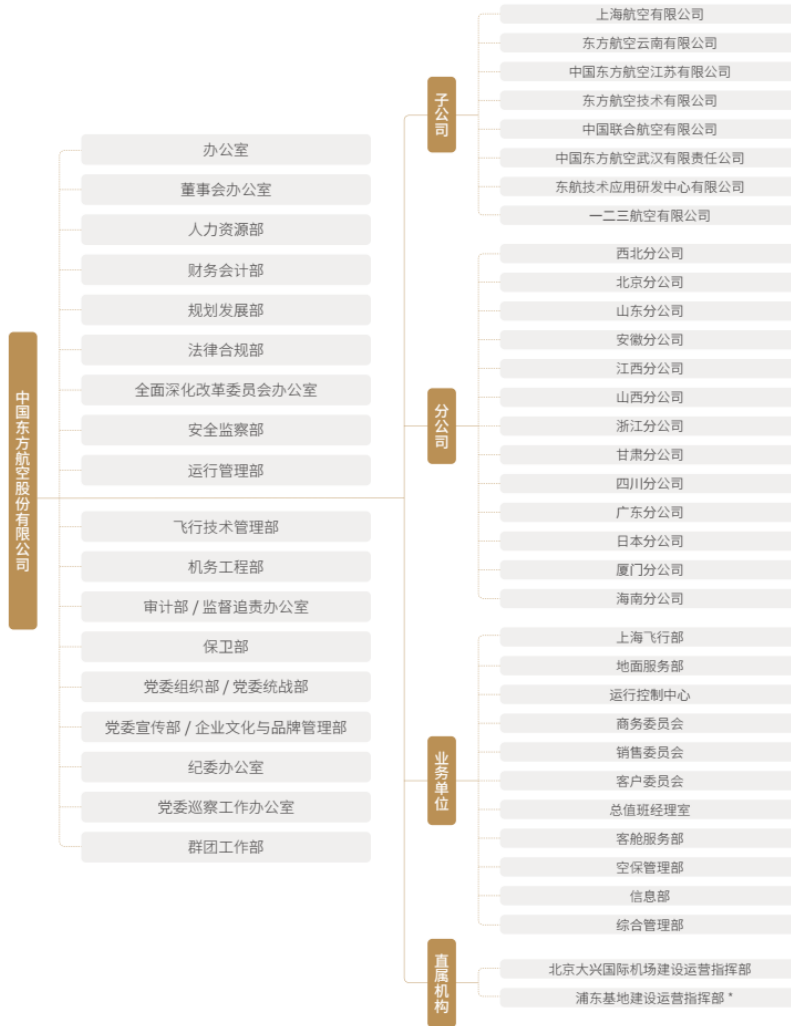 中国东方航空股份有限公司
办公室
董事会办公室
人力资源部
财务会计部
规划发展部
法律合规部
全面深化改革委员会办公室
安全监察部
运行管理部
飞行技术管理部
机务工程部
审计部 / 监督追责办公室
保卫部
党委组织部 / 党委统战部
党委宣传部 / 企业文化与品牌管理部
纪委办公室
党委巡察工作办公室
群团工作部
子公司
上海航空有限公司
东方航空云南有限公司
中国东方航空江苏有限公司
东方航空技术有限公司
中国联合航空有限公司
中国东方航空武汉有限责任公司
东航技术应用研发中心有限公司
一二三航空有限公司
分公司
西北分公司
北京分公司
山东分公司
安徽分公司
江西分公司
山西分公司
浙江分公司
甘肃分公司
四川分公司
广东分公司
日本分公司
厦门分公司
海南分公司
业务单位
上海飞行部
地面服务部
运行控制中心
商务委员会
销售委员会
客户委员会
总值班经理室
客舱服务部
空保管理部
信息部
综合管理部
直属机构
北京大兴国际机场建设运营指挥部
浦东基地建设运营指挥部 *